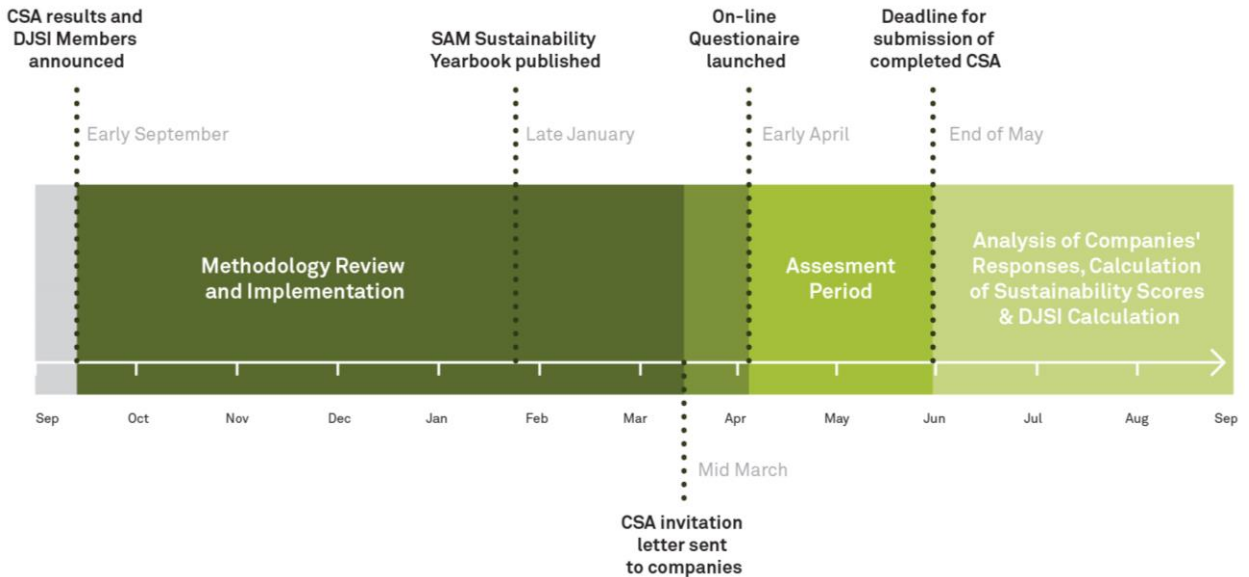 CSA results and
DJSI Members
announced
SAM Sustainability
Yearbook published
On-line
Questionaire
launched
Deadline for
submission of
completed CSA
Early September
Late January
Early April
End of May
Methodology Review
and Implementation
Assesment
Period
Analysis of Companies'
Responses, Calculation
of Sustainability Scores
& DJSI Calculation
Sep
Oct
Nov
Dec
Jan
Feb
Mar
Apr
May
Jun
Jul
Aug
Sep
Mid March
CSA invitation
letter sent
to companies